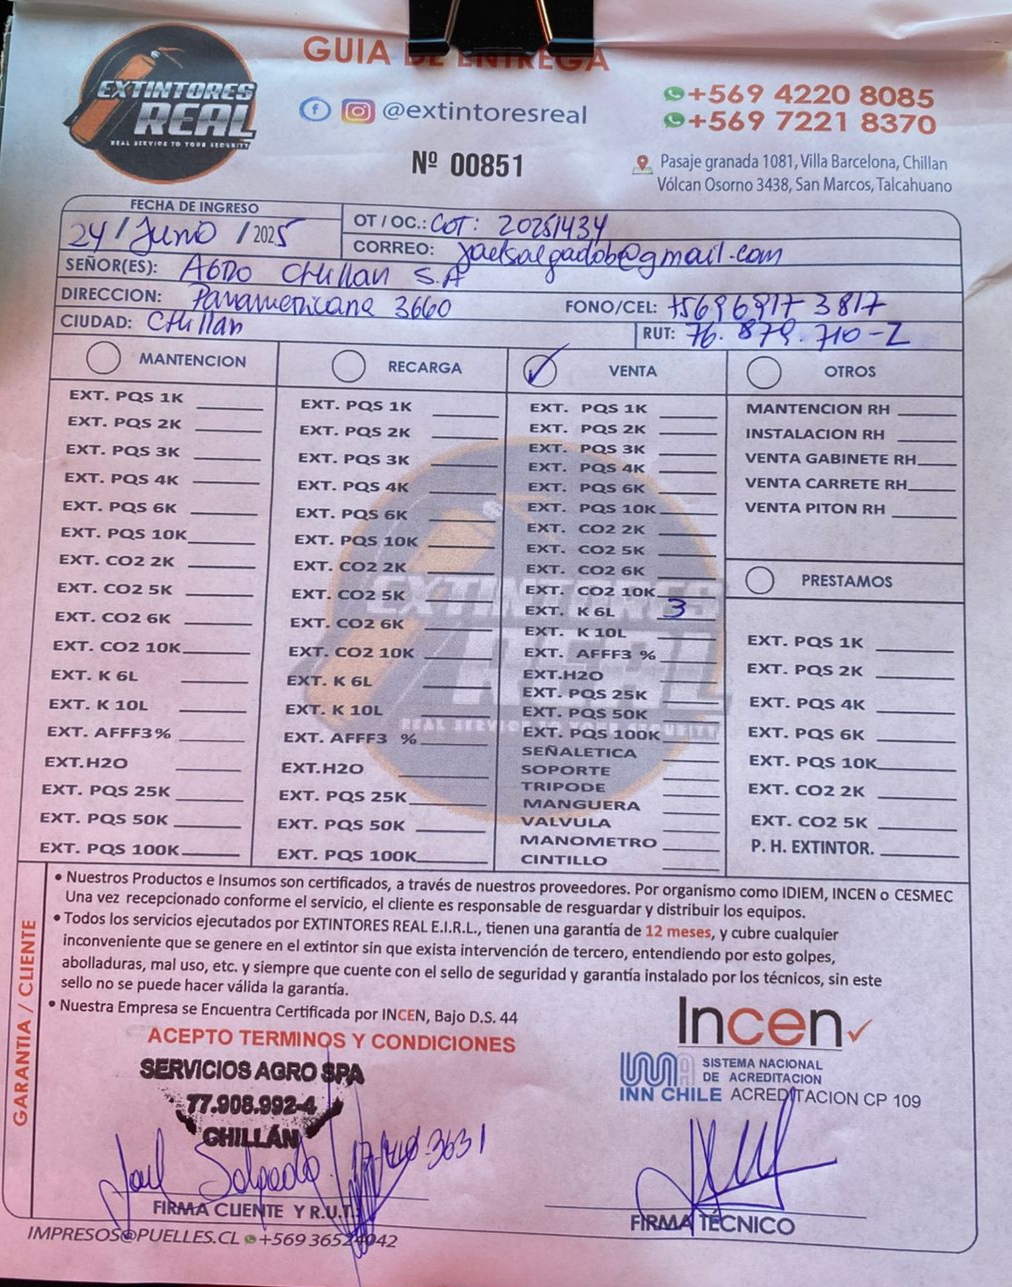 GUIA DE ENTREGA
EXTINTORES
REAL
REAL SERVICE TO YOUR SECURITY
@extintoresreal
+569 4220 8085
+569 7221 8370
Nº 00851
Pasaje granada 1081, Villa Barcelona, Chillan
Vólcan Osorno 3438, San Marcos, Talcahuano
FECHA DE INGRESO
24 / Junio / 2025
OT / OC.: COT: 20251434
CORREO: jaelsalgadob@gmail.com
SEÑOR(ES): AGDO CHillan S.A
DIRECCION: Panamericana 3660
FONO/CEL: +56969173817
CIUDAD: CHillan
RUT: 76.879.710-Z
MANTENCION
EXT. PQS 1K
EXT. PQS 2K
EXT. PQS 3K
EXT. PQS 4K
EXT. PQS 6K
EXT. PQS 10K
EXT. CO2 2K
EXT. CO2 5K
EXT. CO2 6K
EXT. CO2 10K
EXT. K 6L
EXT. K 10L
EXT. AFFF3%
EXT.H2O
EXT. PQS 25K
EXT. PQS 50K
EXT. PQS 100K
RECARGA
EXT. PQS 1K
EXT. PQS 2K
EXT. PQS 3K
EXT. PQS 4K
EXT. PQS 6K
EXT. PQS 10K
EXT. CO2 2K
EXT. CO2 5K
EXT. CO2 6K
EXT. CO2 10K
EXT. K 6L
EXT. K 10L
EXT. AFFF3 %
EXT.H2O
EXT. PQS 25K
EXT. PQS 50K
EXT. PQS 100K
VENTA
EXT. PQS 1K
EXT. PQS 2K
EXT. PQS 3K
EXT. PQS 4K
EXT. PQS 6K
EXT. PQS 10K
EXT. CO2 2K
EXT. CO2 5K
EXT. CO2 6K
EXT. CO2 10K
EXT. K 6L 3
EXT. K 10L
EXT. AFFF3 %
EXT.H2O
EXT. PQS 25K
EXT. PQS 50K
EXT. PQS 100K
SEÑALETICA
SOPORTE
TRIPODE
MANGUERA
VALVULA
MANOMETRO
CINTILLO
OTROS
MANTENCION RH
INSTALACION RH
VENTA GABINETE RH
VENTA CARRETE RH
VENTA PITON RH
PRESTAMOS
EXT. PQS 1K
EXT. PQS 2K
EXT. PQS 4K
EXT. PQS 6K
EXT. PQS 10K
EXT. CO2 2K
EXT. CO2 5K
P. H. EXTINTOR.
EXTINTORES
REAL
REAL SERVICE TO YOUR SECURITY
GARANTIA / CLIENTE
• Nuestros Productos e Insumos son certificados, a través de nuestros proveedores. Por organismo como IDIEM, INCEN o CESMEC
Una vez recepcionado conforme el servicio, el cliente es responsable de resguardar y distribuir los equipos.
• Todos los servicios ejecutados por EXTINTORES REAL E.I.R.L., tienen una garantía de 12 meses, y cubre cualquier
inconveniente que se genere en el extintor sin que exista intervención de tercero, entendiendo por esto golpes,
abolladuras, mal uso, etc. y siempre que cuente con el sello de seguridad y garantía instalado por los técnicos, sin este
sello no se puede hacer válida la garantía.
• Nuestra Empresa se Encuentra Certificada por INCEN, Bajo D.S. 44
ACEPTO TERMINOS Y CONDICIONES
Incen
INN CHILE
SISTEMA NACIONAL
DE ACREDITACION
ACREDITACION CP 109
SERVICIOS AGRO SPA
77.908.992-4
CHILLÁN
Jael Salgado
FIRMA CLIENTE Y R.U.T.
FIRMA TÉCNICO
IMPRESOS@PUELLES.CL +569 36524042